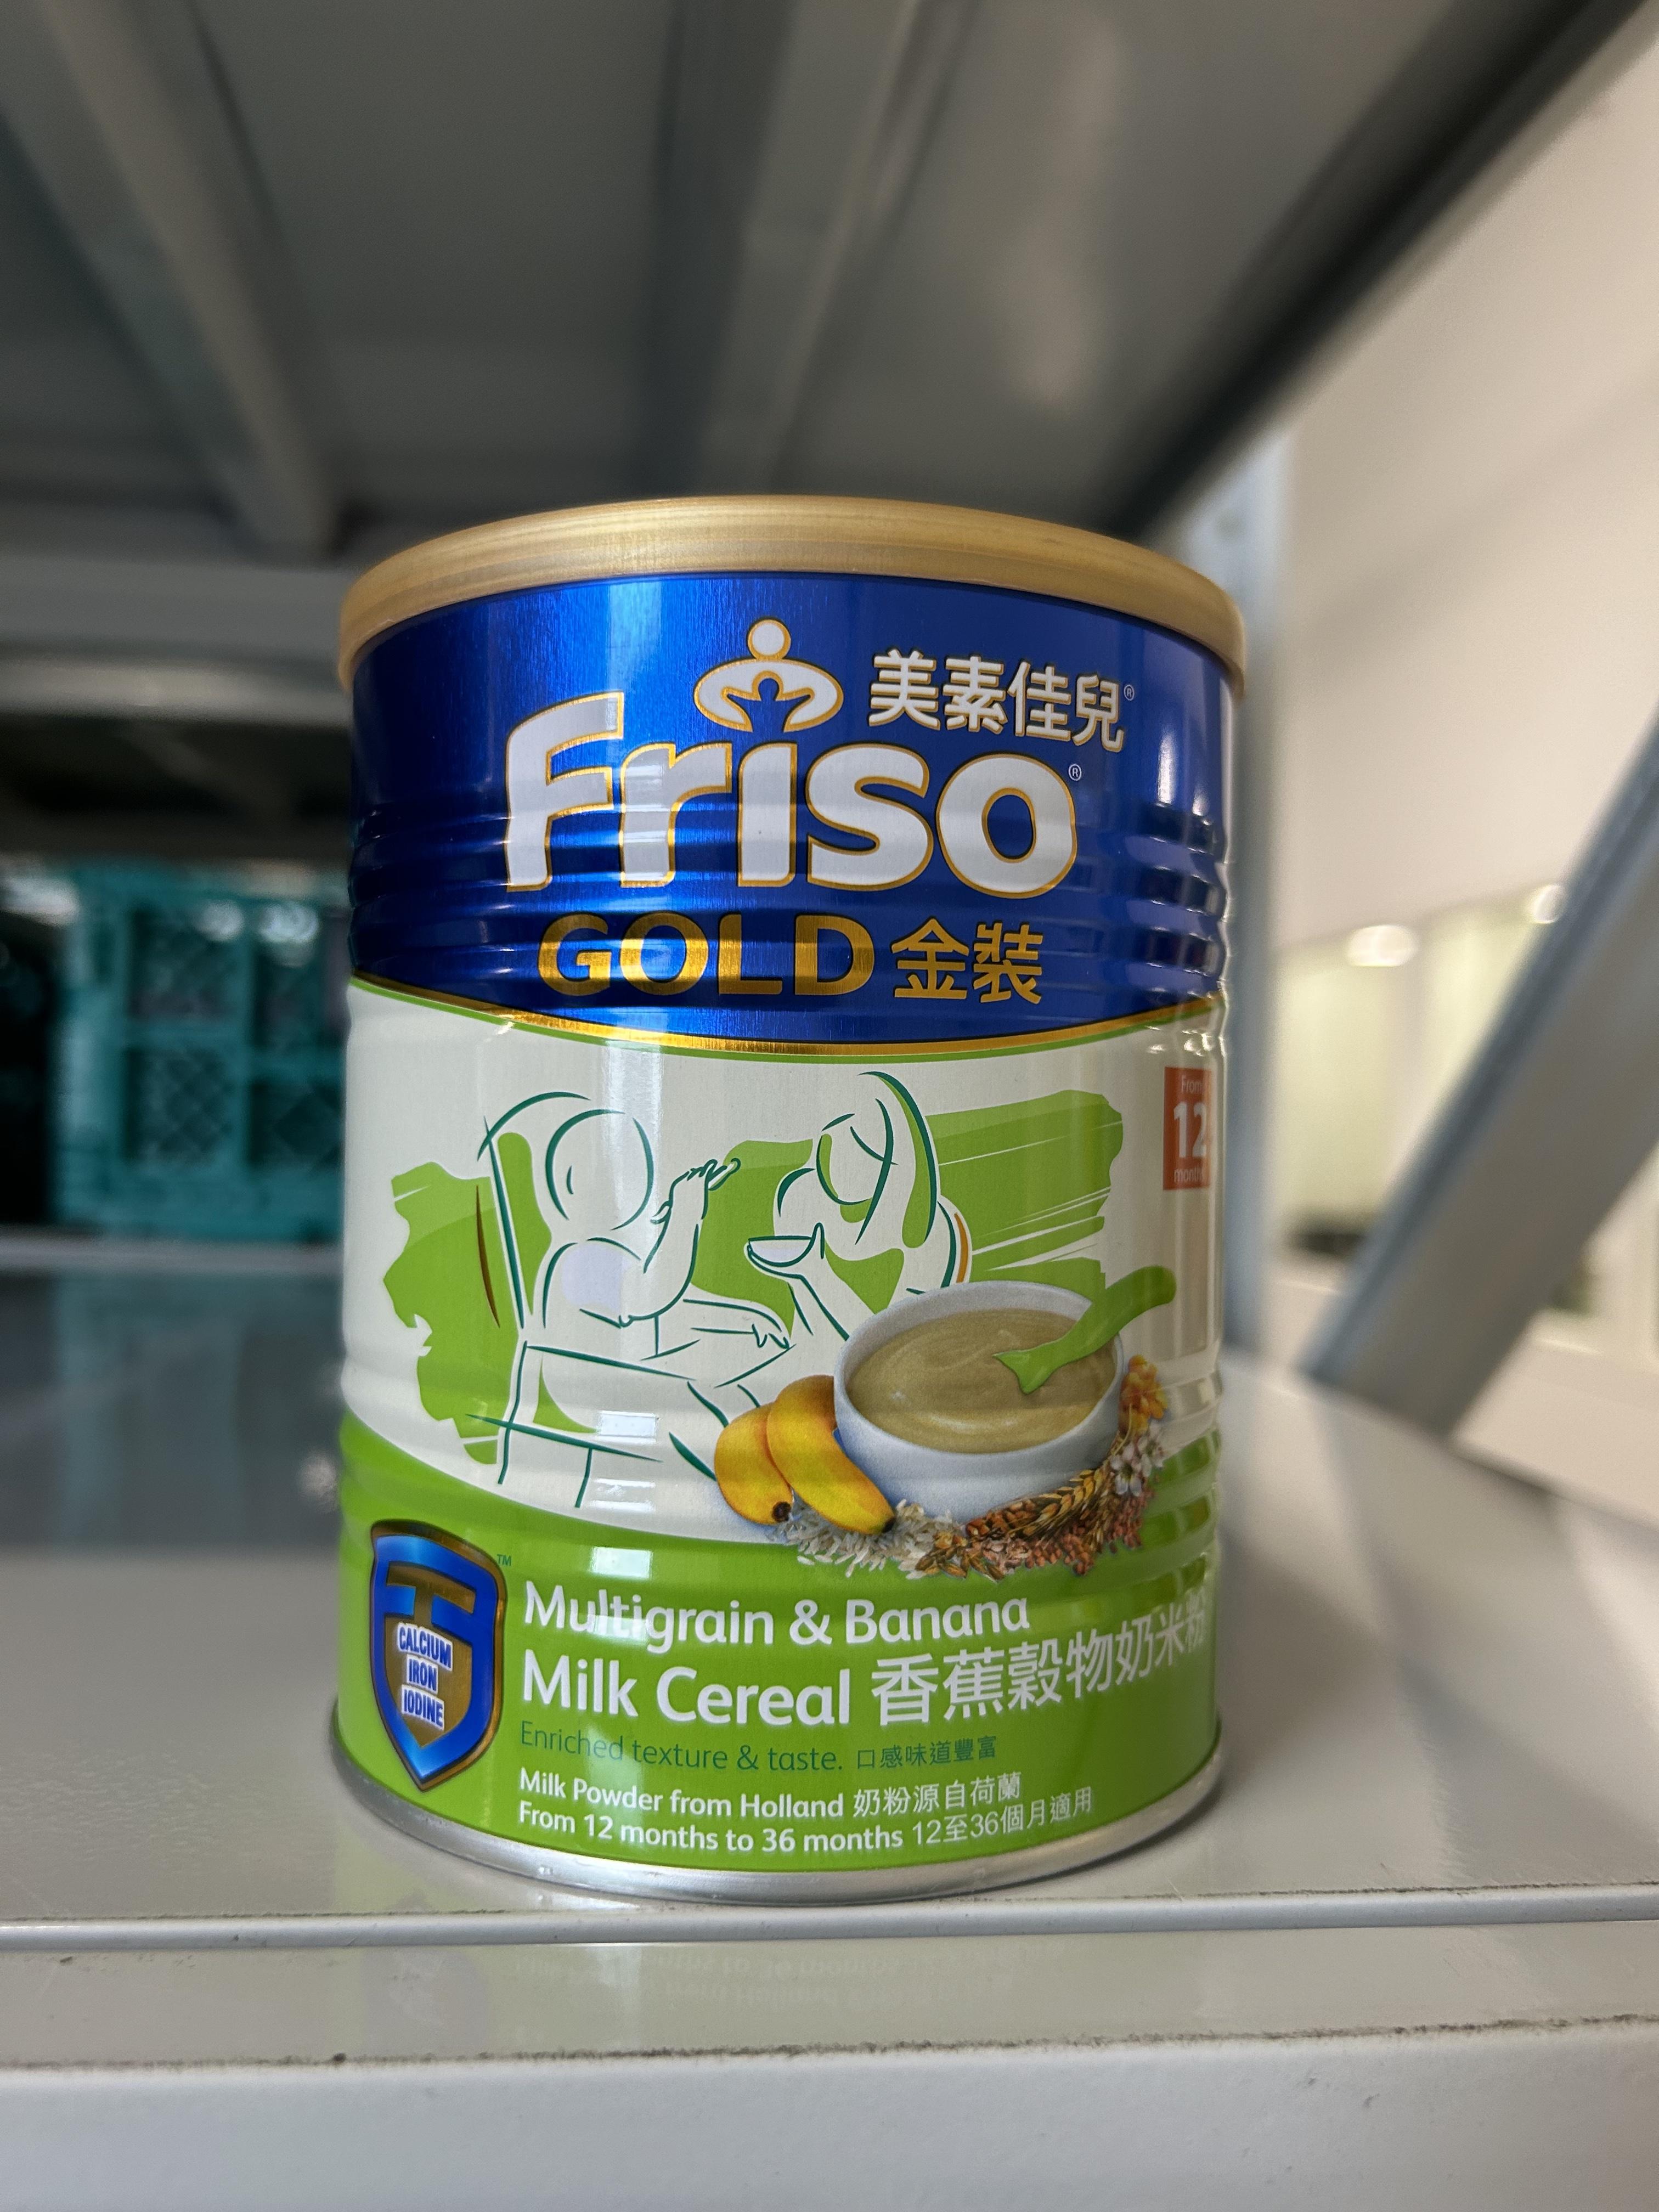 美素佳兒®
Friso®
GOLD 金裝
From
12
months
TM
CALCIUM
IRON
IODINE
Multigrain & Banana
Milk Cereal 香蕉穀物奶米粉
Enriched texture & taste. 口感味道豐富
Milk Powder from Holland 奶粉源自荷蘭
From 12 months to 36 months 12至36個月適用